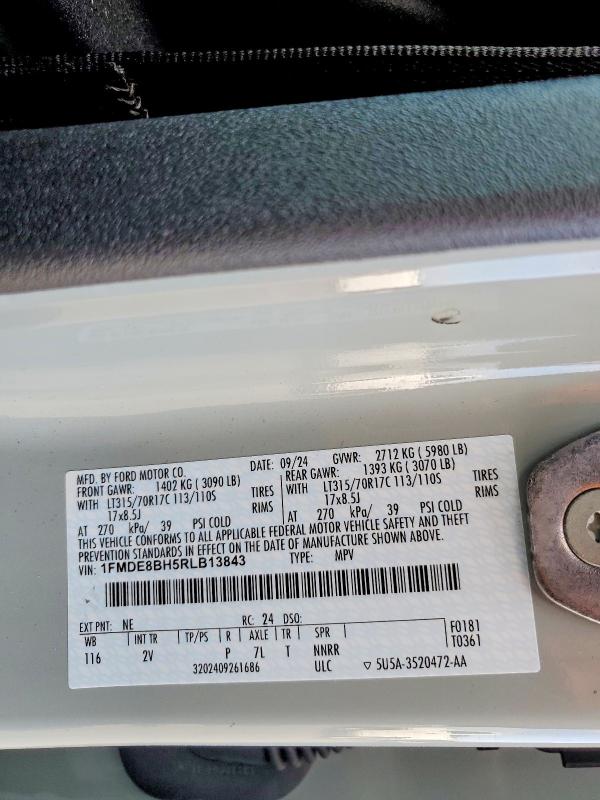 MFD. BY FORD MOTOR CO. DATE: 09/24 GVWR: 2712 KG ( 5980 LB)
FRONT GAWR: 1402 KG ( 3090 LB) REAR GAWR: 1393 KG ( 3070 LB)
WITH LT315/70R17C 113/110S TIRES WITH LT315/70R17C 113/110S TIRES
17x8.5J RIMS 17x8.5J RIMS
AT 270 kPa/ 39 PSI COLD AT 270 kPa/ 39 PSI COLD
THIS VEHICLE CONFORMS TO ALL APPLICABLE FEDERAL MOTOR VEHICLE SAFETY AND THEFT
PREVENTION STANDARDS IN EFFECT ON THE DATE OF MANUFACTURE SHOWN ABOVE.
VIN: 1FMDE8BH5RLB13843 TYPE: MPV
EXT PNT: NE RC: 24 DSO: F0181
WB INT TR TP/PS R AXLE TR SPR T0361
116 2V P 7L T NNRR
3202409261686 ULC ▽ 5U5A-3520472-AA